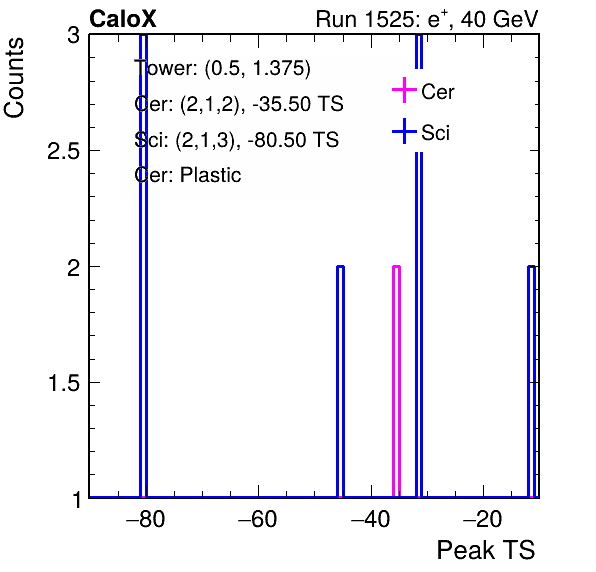 CaloX Run 1525: e+, 40 GeV
Counts
3
2.5
2
1.5
1
Tower: (0.5, 1.375)
Cer: (2,1,2), -35.50 TS
Sci: (2,1,3), -80.50 TS
Cer: Plastic
Cer
Sci
−80 −60 −40 −20
Peak TS